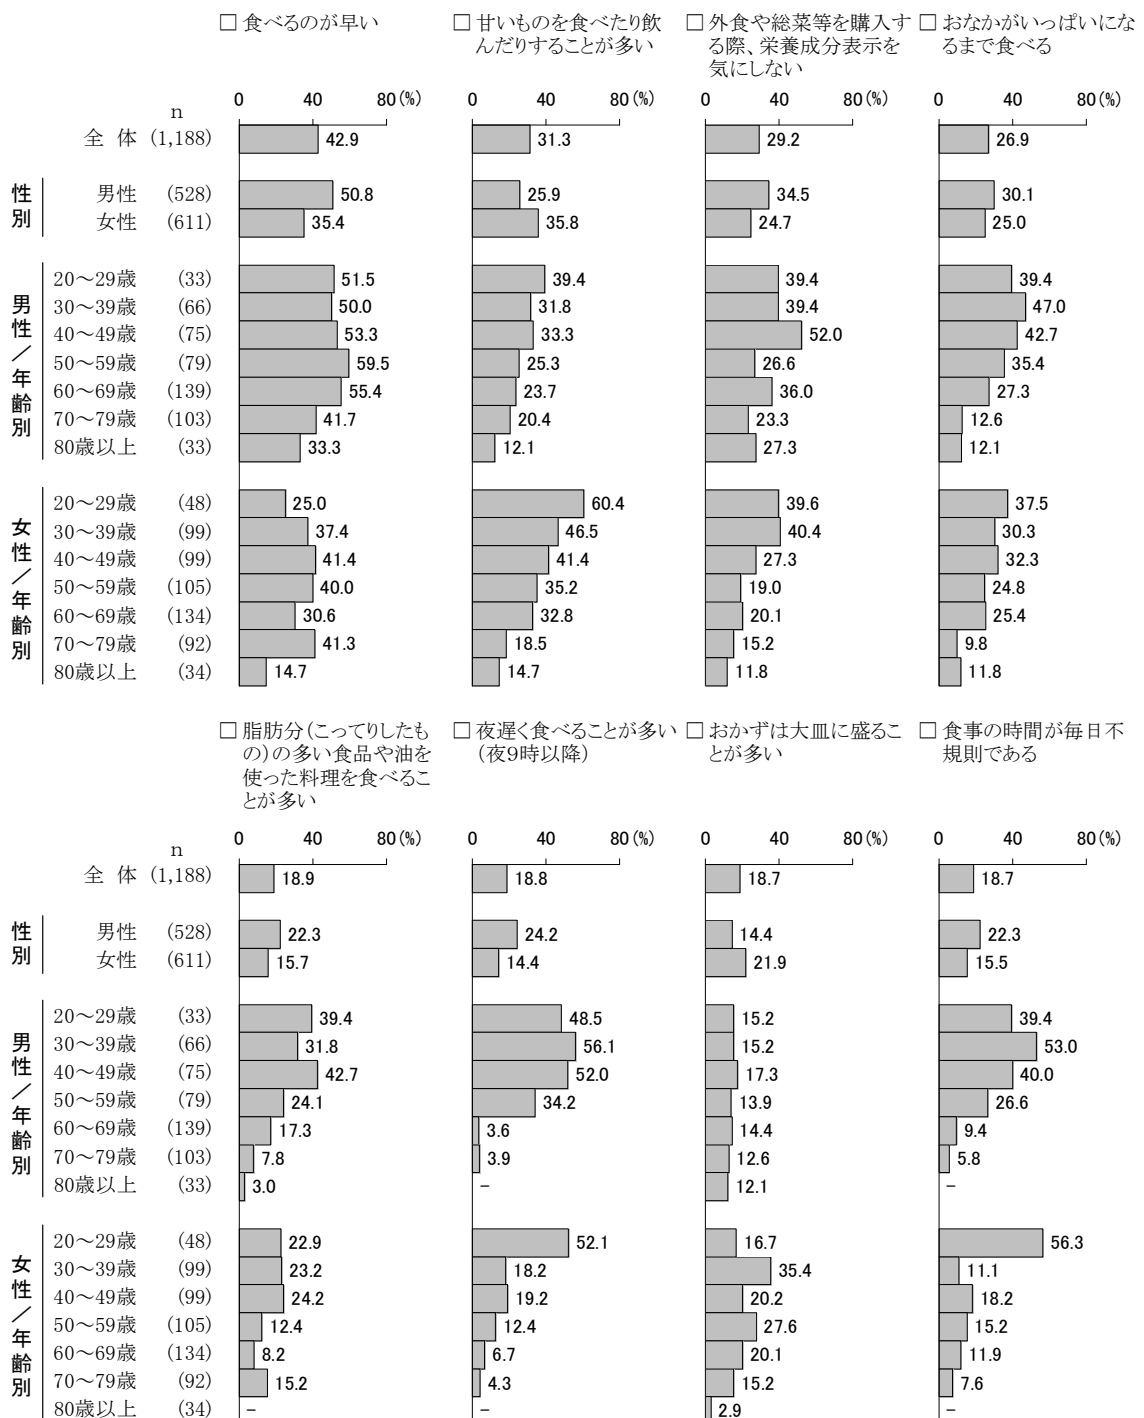 □ 食べるのが早い
□ 甘いものを食べたり飲
んだりすることが多い
□ 外食や総菜等を購入す
る際、栄養成分表示を
気にしない
□ おなかがいっぱいにな
るまで食べる
0 40 80(%) 0 40 80(%) 0 40 80(%) 0 40 80(%)
n
全 体 (1,188) 42.9 31.3 29.2 26.9
性別
男性 (528) 50.8 25.9 34.5 30.1
女性 (611) 35.4 35.8 24.7 25.0
男性/年齢別
20~29歳 (33) 51.5 39.4 39.4 39.4
30~39歳 (66) 50.0 31.8 39.4 47.0
40~49歳 (75) 53.3 33.3 52.0 42.7
50~59歳 (79) 59.5 25.3 26.6 35.4
60~69歳 (139) 55.4 23.7 36.0 27.3
70~79歳 (103) 41.7 20.4 23.3 12.6
80歳以上 (33) 33.3 12.1 27.3 12.1
女性/年齢別
20~29歳 (48) 25.0 60.4 39.6 37.5
30~39歳 (99) 37.4 46.5 40.4 30.3
40~49歳 (99) 41.4 41.4 27.3 32.3
50~59歳 (105) 40.0 35.2 19.0 24.8
60~69歳 (134) 30.6 32.8 20.1 25.4
70~79歳 (92) 41.3 18.5 15.2 9.8
80歳以上 (34) 14.7 14.7 11.8 11.8
□ 脂肪分(こってりしたも
の)の多い食品や油を
使った料理を食べるこ
とが多い
□ 夜遅く食べることが多い
(夜9時以降)
□ おかずは大皿に盛るこ
とが多い
□ 食事の時間が毎日不
規則である
0 40 80(%) 0 40 80(%) 0 40 80(%) 0 40 80(%)
n
全 体 (1,188) 18.9 18.8 18.7 18.7
性別
男性 (528) 22.3 24.2 14.4 22.3
女性 (611) 15.7 14.4 21.9 15.5
男性/年齢別
20~29歳 (33) 39.4 48.5 15.2 39.4
30~39歳 (66) 31.8 56.1 15.2 53.0
40~49歳 (75) 42.7 52.0 17.3 40.0
50~59歳 (79) 24.1 34.2 13.9 26.6
60~69歳 (139) 17.3 3.6 14.4 9.4
70~79歳 (103) 7.8 3.9 12.6 5.8
80歳以上 (33) 3.0 - 12.1 -
女性/年齢別
20~29歳 (48) 22.9 52.1 16.7 56.3
30~39歳 (99) 23.2 18.2 35.4 11.1
40~49歳 (99) 24.2 19.2 20.2 18.2
50~59歳 (105) 12.4 12.4 27.6 15.2
60~69歳 (134) 8.2 6.7 20.1 11.9
70~79歳 (92) 15.2 4.3 15.2 7.6
80歳以上 (34) - - 2.9 -